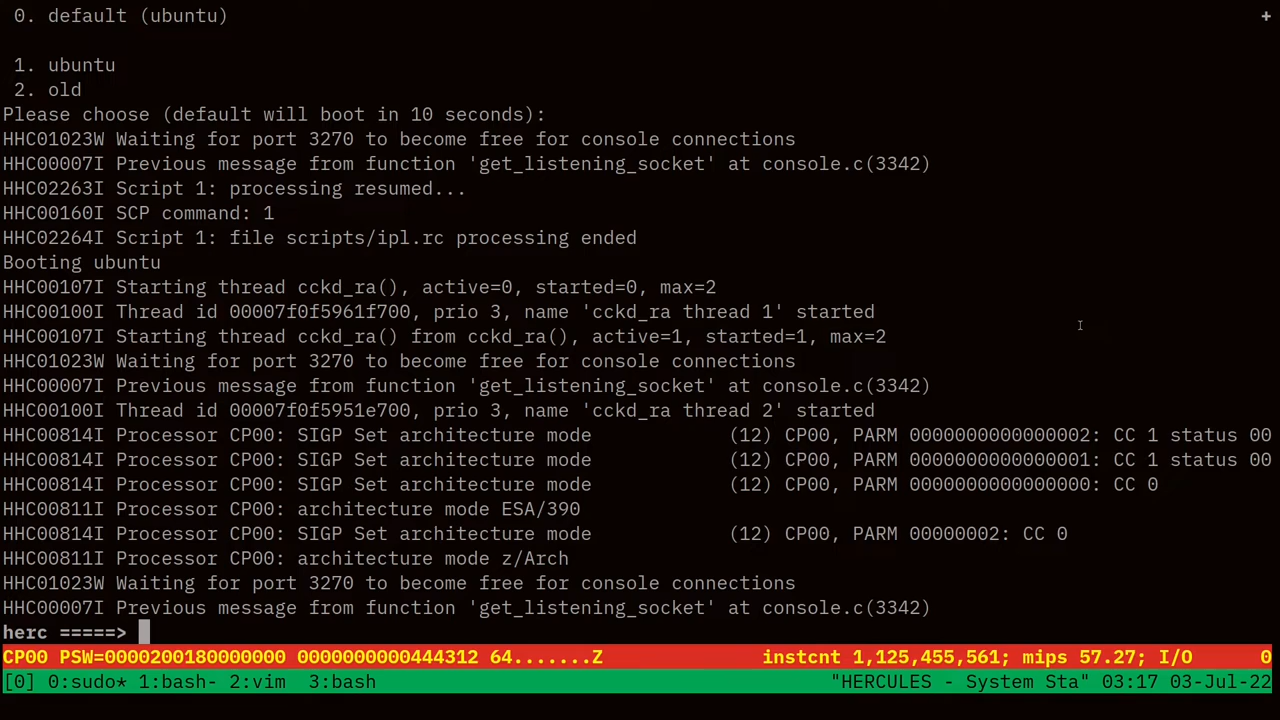 0. default (ubuntu)
+
1. ubuntu
2. old
Please choose (default will boot in 10 seconds):
HHC01023W Waiting for port 3270 to become free for console connections
HHC00007I Previous message from function 'get_listening_socket' at console.c(3342)
HHC02263I Script 1: processing resumed...
HHC00160I SCP command: 1
HHC02264I Script 1: file scripts/ipl.rc processing ended
Booting ubuntu
HHC00107I Starting thread cckd_ra(), active=0, started=0, max=2
HHC00100I Thread id 00007f0f5961f700, prio 3, name 'cckd_ra thread 1' started
HHC00107I Starting thread cckd_ra() from cckd_ra(), active=1, started=1, max=2
HHC01023W Waiting for port 3270 to become free for console connections
HHC00007I Previous message from function 'get_listening_socket' at console.c(3342)
HHC00100I Thread id 00007f0f5951e700, prio 3, name 'cckd_ra thread 2' started
HHC00814I Processor CP00: SIGP Set architecture mode (12) CP00, PARM 0000000000000002: CC 1 status 00
HHC00814I Processor CP00: SIGP Set architecture mode (12) CP00, PARM 0000000000000001: CC 1 status 00
HHC00814I Processor CP00: SIGP Set architecture mode (12) CP00, PARM 0000000000000000: CC 0
HHC00811I Processor CP00: architecture mode ESA/390
HHC00814I Processor CP00: SIGP Set architecture mode (12) CP00, PARM 00000002: CC 0
HHC00811I Processor CP00: architecture mode z/Arch
HHC01023W Waiting for port 3270 to become free for console connections
HHC00007I Previous message from function 'get_listening_socket' at console.c(3342)
herc =====>
CP00 PSW=0000200180000000 0000000000444312 64.......Z instcnt 1,125,455,561; mips 57.27; I/O 0
[0] 0:sudo* 1:bash- 2:vim 3:bash "HERCULES - System Sta" 03:17 03-Jul-22